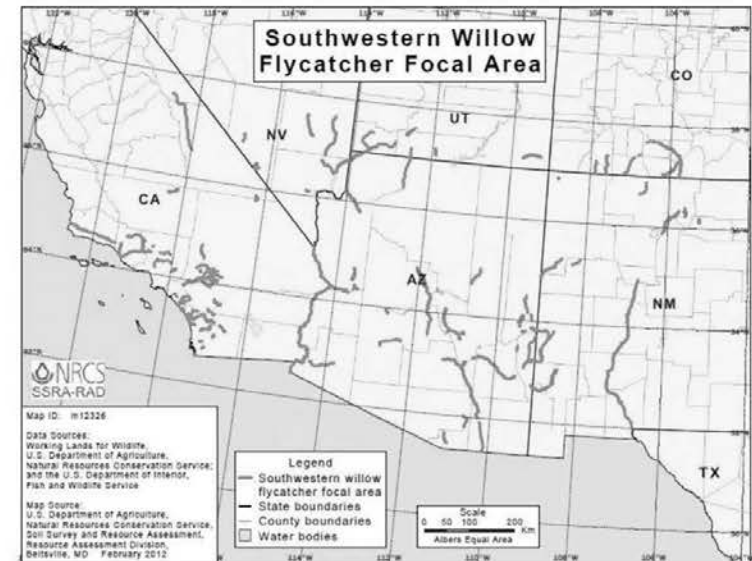 Southwestern Willow
Flycatcher Focal Area
CO
UT
NV
CA
AZ
NM
TX
NRCS
SSRA-RAD
Map ID: m12326
Data Sources:
Working Lands for Wildlife,
U.S. Department of Agriculture,
Natural Resources Conservation Service;
and the U.S. Department of Interior,
Fish and Wildlife Service
Map Source:
U.S. Department of Agriculture,
Natural Resources Conservation Service,
Soil Survey and Resource Assessment,
Resource Assessment Division,
Beltsville, MD February 2012
Legend
Southwestern willow
flycatcher focal area
State boundaries
County boundaries
Water bodies
Scale
0 50 100 200
Km
Albers Equal Area